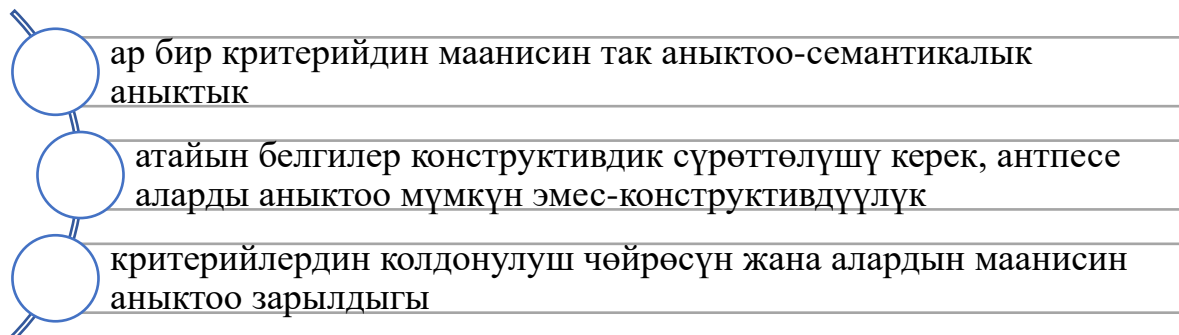 ар бир критерийдин маанисин так аныктоо-семантикалык
аныктык
атайын белгилер конструктивдик сүрөттөлүшү керек, антпесе
аларды аныктоо мүмкүн эмес-конструктивдүүлүк
критерийлердин колдонулуш чөйрөсүн жана алардын маанисин
аныктоо зарылдыгы